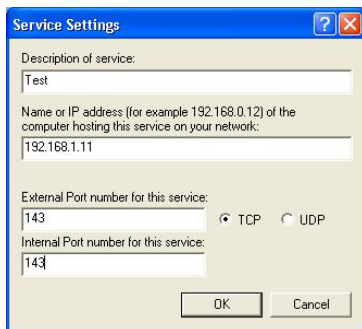 Service Settings
Description of service:
Test
Name or IP address (for example 192.168.0.12) of the
computer hosting this service on your network:
192.168.1.11
External Port number for this service:
143
TCP
UDP
Internal Port number for this service:
143
OK
Cancel